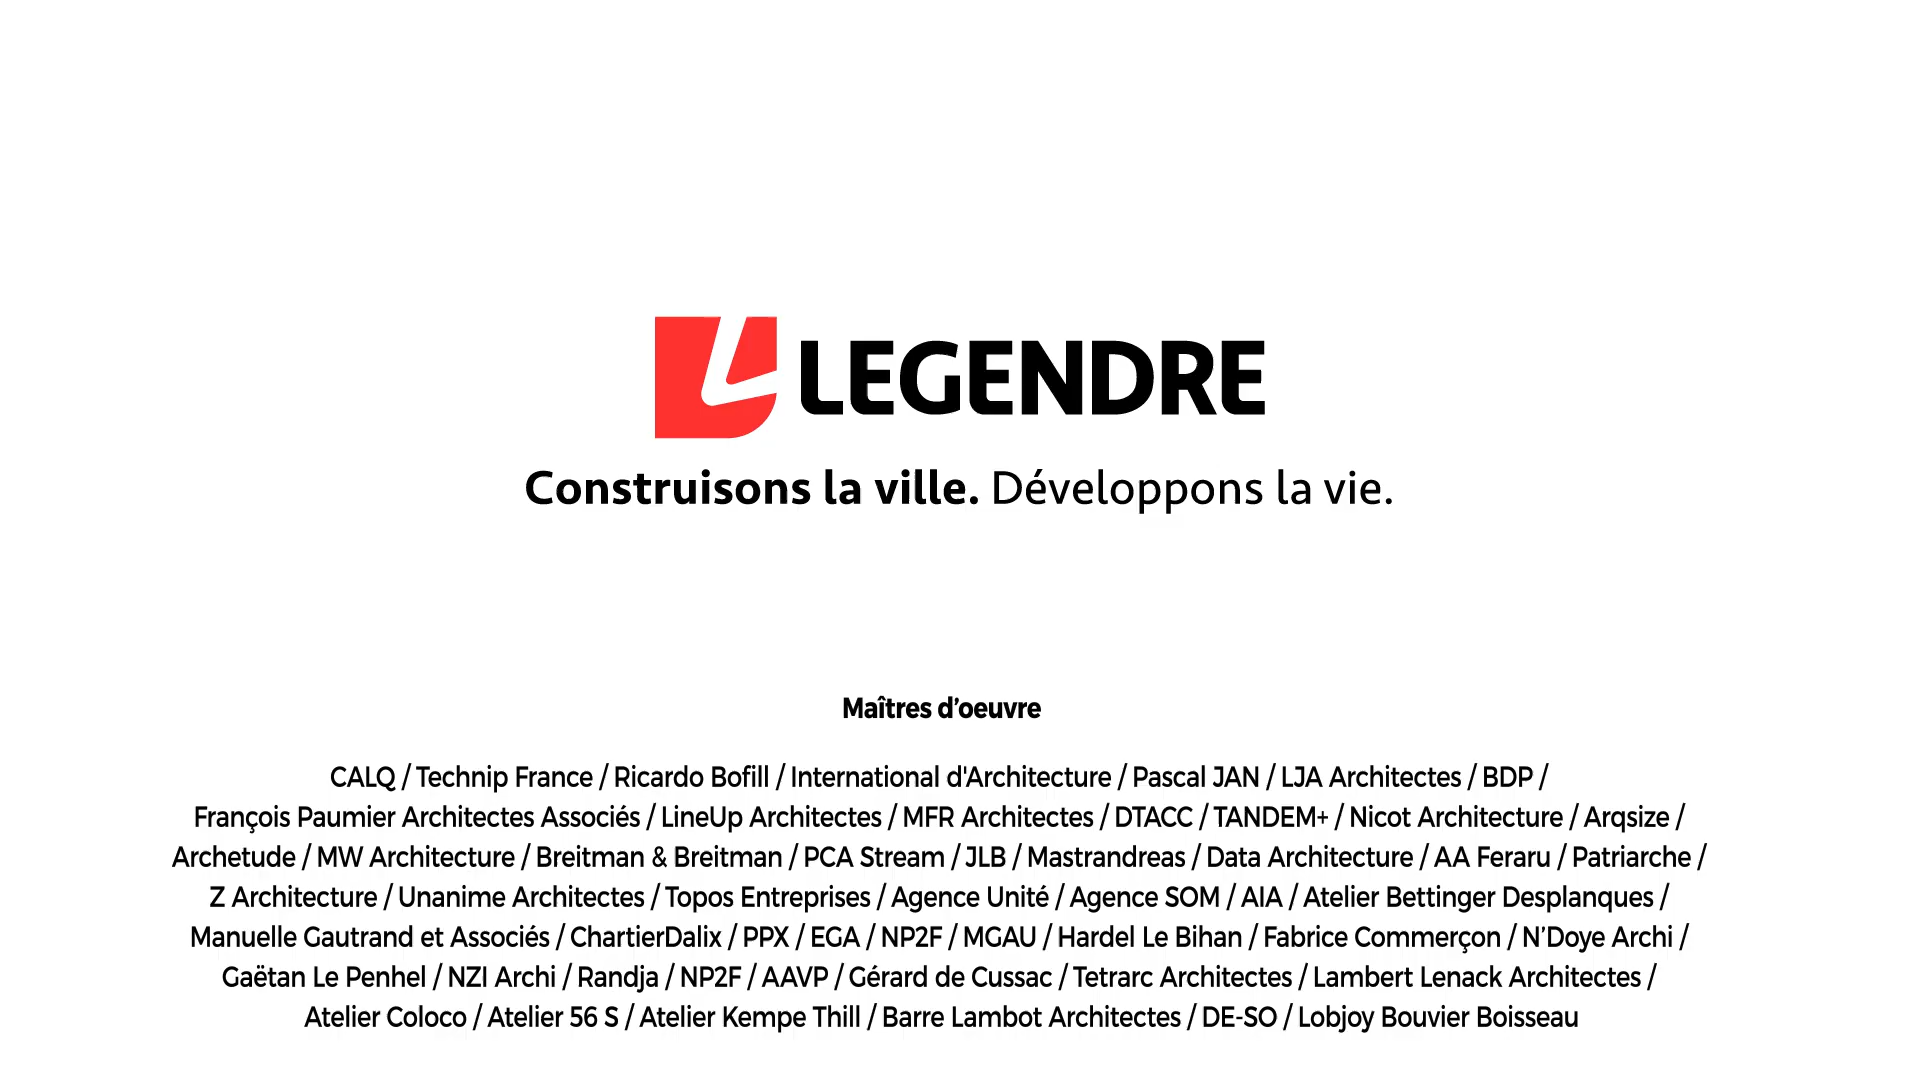 LEGENDRE
Construisons la ville. Développons la vie.
Maîtres d’oeuvre
CALQ / Technip France / Ricardo Bofill / International d'Architecture / Pascal JAN / LJA Architectes / BDP /
François Paumier Architectes Associés / LineUp Architectes / MFR Architectes / DTACC / TANDEM+ / Nicot Architecture / Arqsize /
Archetude / MW Architecture / Breitman & Breitman / PCA Stream / JLB / Mastrandreas / Data Architecture / AA Feraru / Patriarche /
Z Architecture / Unanime Architectes / Topos Entreprises / Agence Unité / Agence SOM / AIA / Atelier Bettinger Desplanques /
Manuelle Gautrand et Associés / ChartierDalix / PPX / EGA / NP2F / MGAU / Hardel Le Bihan / Fabrice Commerçon / N’Doye Archi /
Gaëtan Le Penhel / NZI Archi / Randja / NP2F / AAVP / Gérard de Cussac / Tetrarc Architectes / Lambert Lenack Architectes /
Atelier Coloco / Atelier 56 S / Atelier Kempe Thill / Barre Lambot Architectes / DE-SO / Lobjoy Bouvier Boisseau